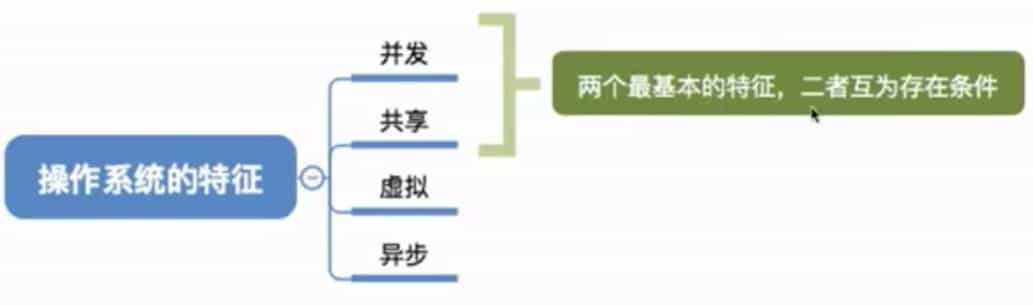 操作系统的特征
并发
共享
虚拟
异步
两个最基本的特征，二者互为存在条件